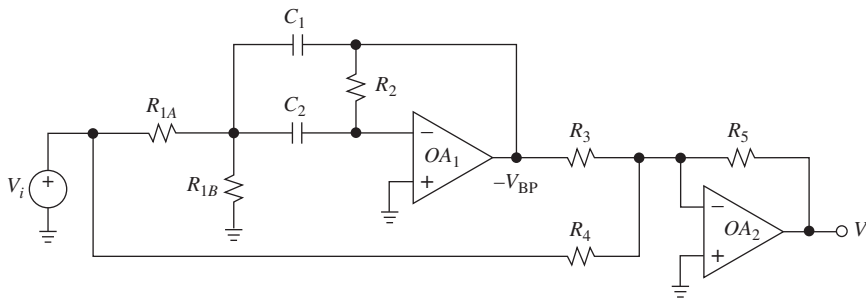 C1
R2
R1A
C2
R3
R5
−
OA1
+
Vi
+
R1B
−VBP
R4
−
OA2
+
V